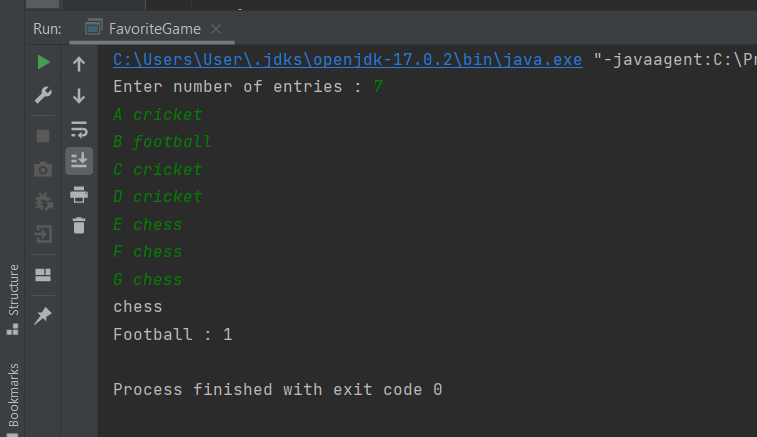 Run: FavoriteGame
C:\Users\User\.jdks\openjdk-17.0.2\bin\java.exe "-javaagent:C:\Pr
Enter number of entries : 7
A cricket
B football
C cricket
D cricket
E chess
F chess
G chess
chess
Football : 1
Process finished with exit code 0
Structure
Bookmarks